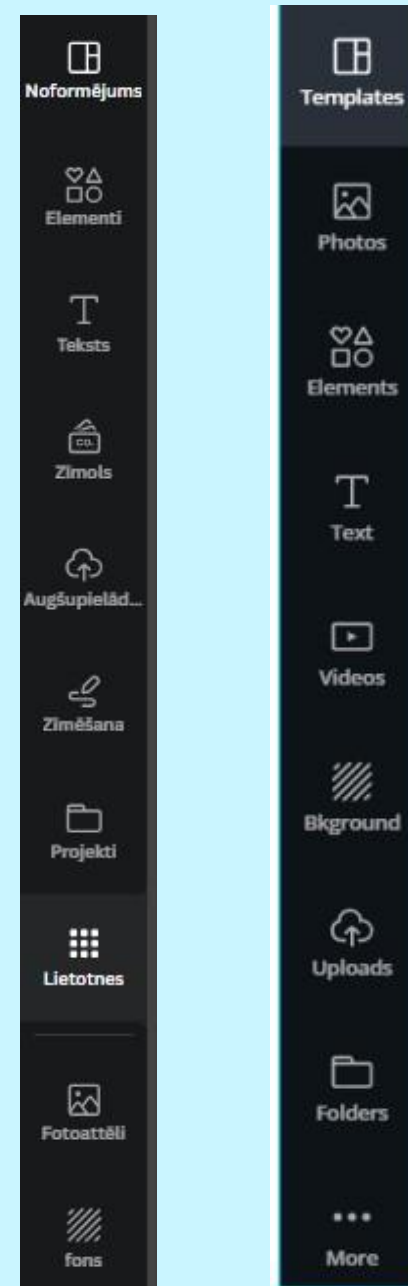 Noformējums
Elementi
Teksts
CO.
Zīmols
Augšupielād...
Zīmēšana
Projekti
Lietotnes
Fotoattēli
fons
Templates
Photos
Elements
Text
Videos
Bkground
Uploads
Folders
More